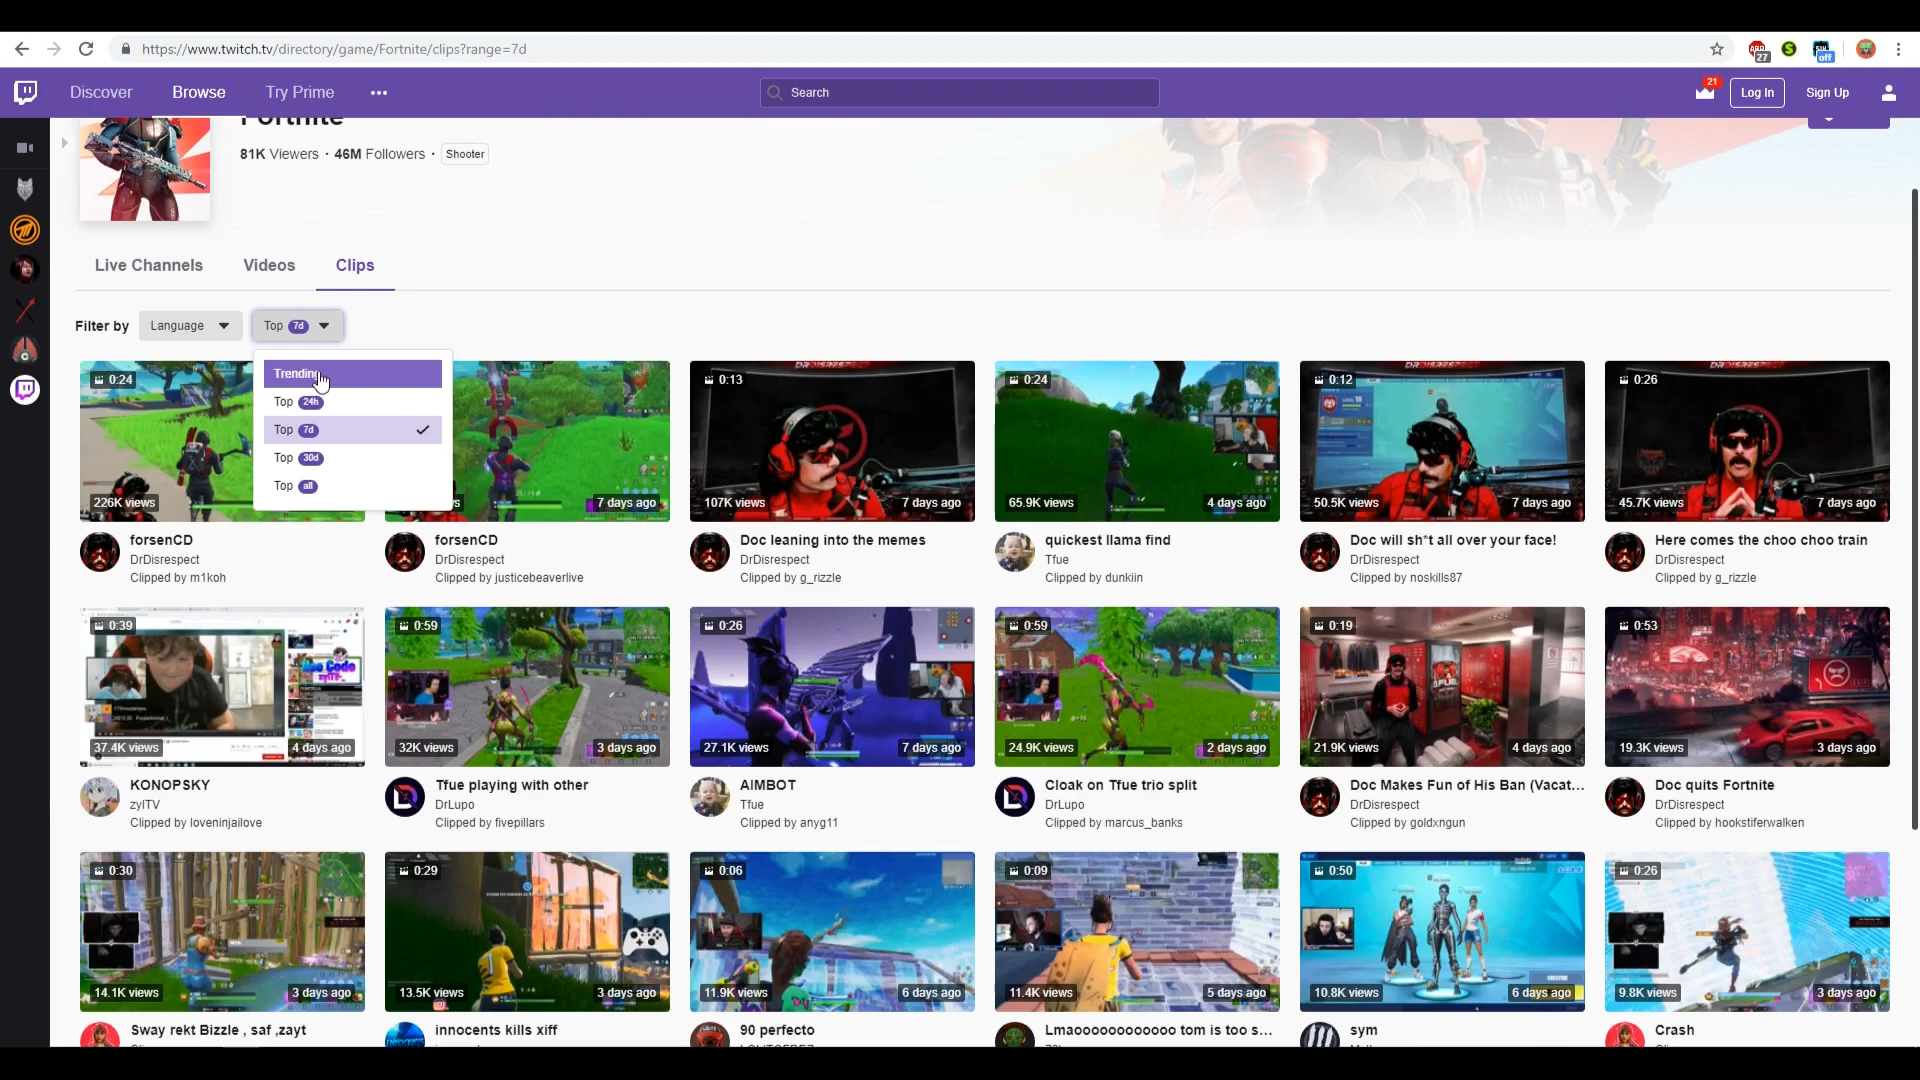 https://www.twitch.tv/directory/game/Fortnite/clips?range=7d
27
off
Discover
Browse
Try Prime
Search
21
Log In
Sign Up
Fortnite
81K Viewers · 46M Followers · Shooter
Live Channels
Videos
Clips
Filter by
Language
Top 7d
Trending
Top 24h
Top 7d
Top 30d
Top all
0:24
226K views
7 days ago
0:13
107K views
7 days ago
0:24
65.9K views
4 days ago
0:12
50.5K views
7 days ago
0:26
45.7K views
7 days ago
forsenCD
DrDisrespect
Clipped by m1koh
forsenCD
DrDisrespect
Clipped by justicebeaverlive
Doc leaning into the memes
DrDisrespect
Clipped by g_rizzle
quickest llama find
Tfue
Clipped by dunkiin
Doc will sh*t all over your face!
DrDisrespect
Clipped by noskills87
Here comes the choo choo train
DrDisrespect
Clipped by g_rizzle
0:39
37.4K views
4 days ago
0:59
32K views
3 days ago
0:26
27.1K views
7 days ago
0:59
24.9K views
2 days ago
0:19
21.9K views
4 days ago
0:53
19.3K views
3 days ago
KONOPSKY
zylTV
Clipped by loveninjailove
Tfue playing with other
DrLupo
Clipped by fivepillars
AIMBOT
Tfue
Clipped by anyg11
Cloak on Tfue trio split
DrLupo
Clipped by marcus_banks
Doc Makes Fun of His Ban (Vacat...
DrDisrespect
Clipped by goldxngun
Doc quits Fortnite
DrDisrespect
Clipped by hookstiferwalken
0:30
14.1K views
3 days ago
0:29
13.5K views
3 days ago
0:06
11.9K views
6 days ago
0:09
11.4K views
5 days ago
0:50
10.8K views
6 days ago
0:26
9.8K views
3 days ago
Sway rekt Bizzle , saf ,zayt
innocents kills xiff
90 perfecto
Lmaoooooooooooo tom is too s...
sym
Crash